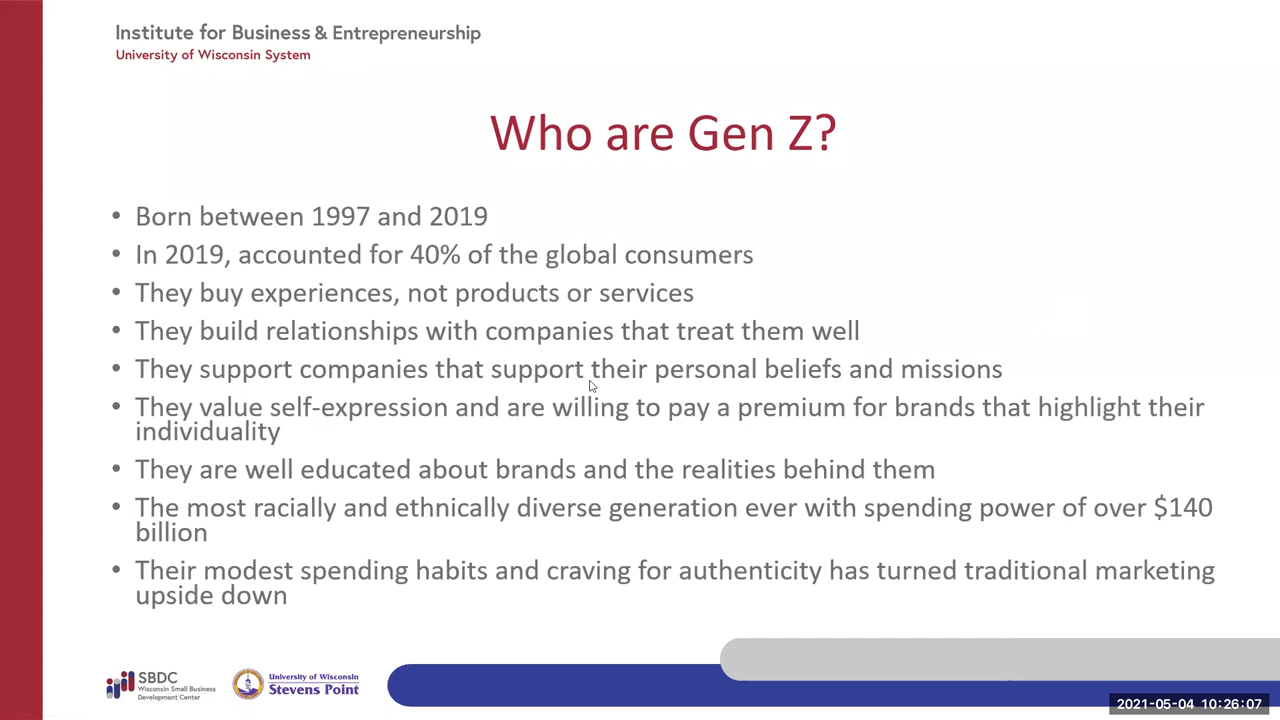 Institute for Business & Entrepreneurship
University of Wisconsin System
Who are Gen Z?
• Born between 1997 and 2019
• In 2019, accounted for 40% of the global consumers
• They buy experiences, not products or services
• They build relationships with companies that treat them well
• They support companies that support their personal beliefs and missions
• They value self-expression and are willing to pay a premium for brands that highlight their
individuality
• They are well educated about brands and the realities behind them
• The most racially and ethnically diverse generation ever with spending power of over $140
billion
• Their modest spending habits and craving for authenticity has turned traditional marketing
upside down
SBDC
Wisconsin Small Business
Development Center
University of Wisconsin
Stevens Point
2021-05-04 10:26:07